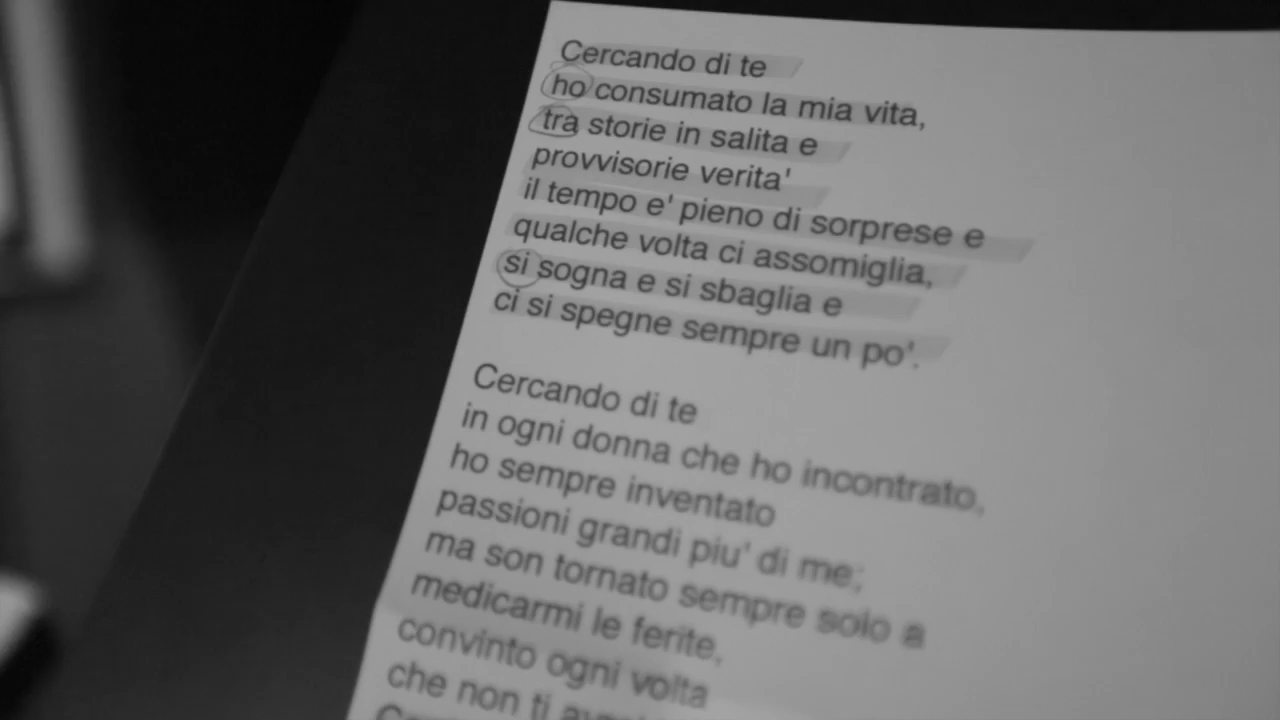 Cercando di te
ho consumato la mia vita,
tra storie in salita e
provvisorie verita'
il tempo e' pieno di sorprese e
qualche volta ci assomiglia,
si sogna e si sbaglia e
ci si spegne sempre un po'.
Cercando di te
in ogni donna che ho incontrato,
ho sempre inventato
passioni grandi piu' di me;
ma son tornato sempre solo a
medicarmi le ferite,
convinto ogni volta
che non ti